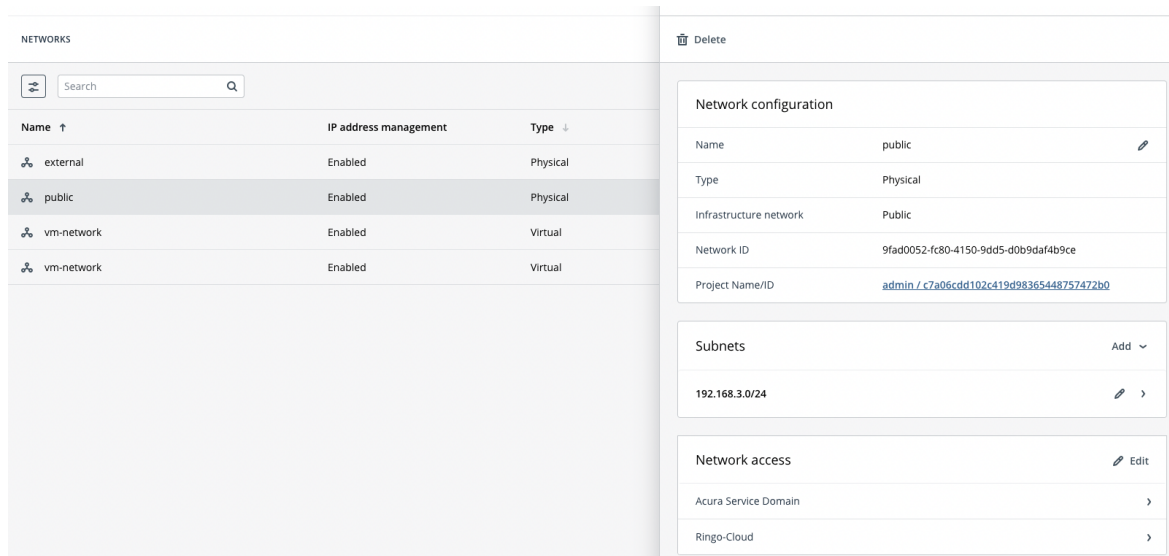 NETWORKS
Search
Name ↑ IP address management Type ↓
external Enabled Physical
public Enabled Physical
vm-network Enabled Virtual
vm-network Enabled Virtual
Delete
Network configuration
Name public
Type Physical
Infrastructure network Public
Network ID 9fad0052-fc80-4150-9dd5-d0b9daf4b9ce
Project Name/ID admin / c7a06cdd102c419d98365448757472b0
Subnets Add
192.168.3.0/24
Network access Edit
Acura Service Domain
Ringo-Cloud